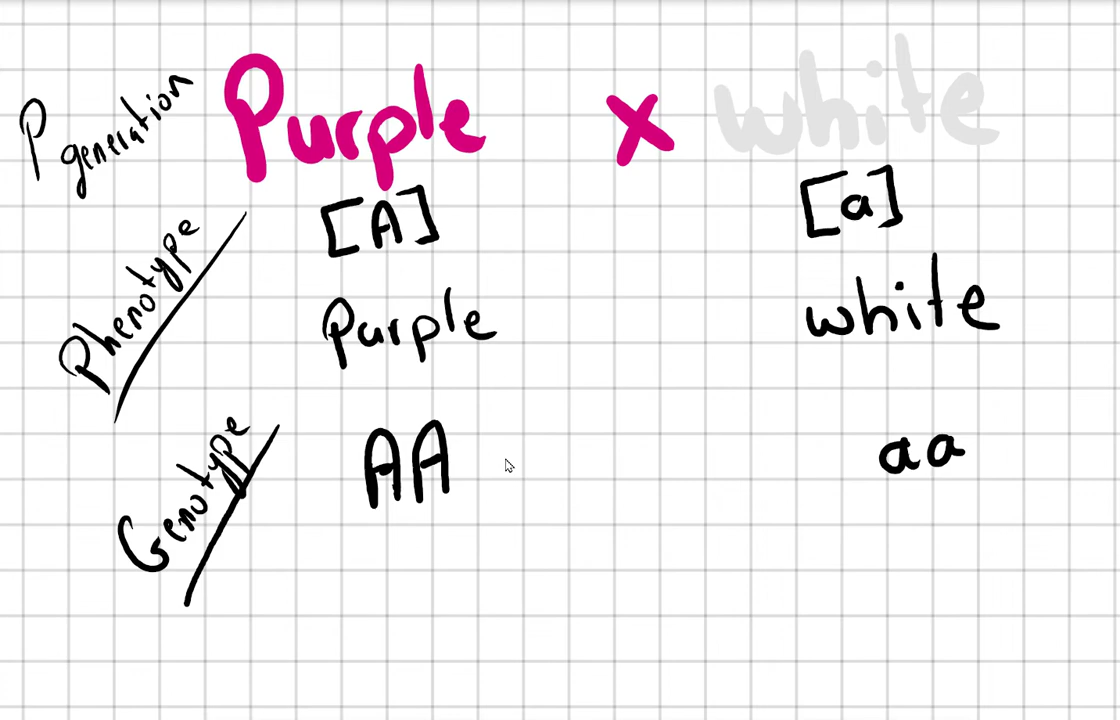 P generation
Purple x white
[A] [a]
Phenotype
Purple white
Genotype
AA aa